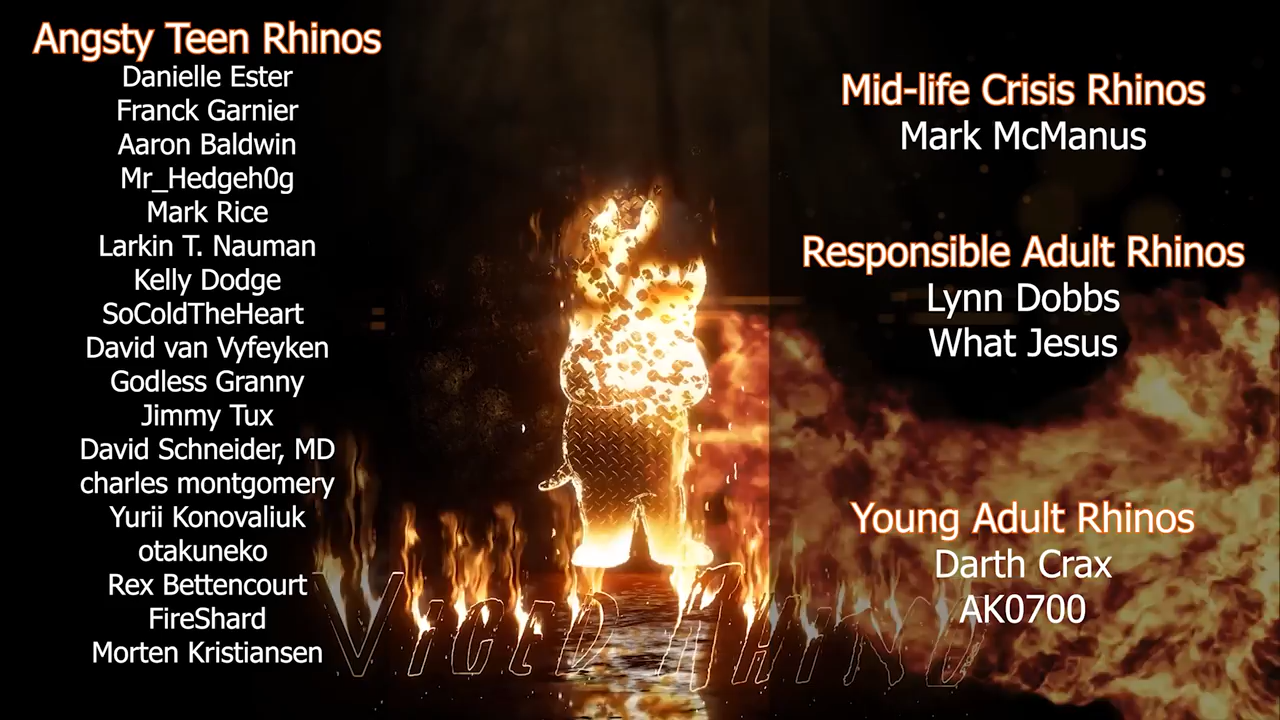 Angsty Teen Rhinos
Danielle Ester
Franck Garnier
Aaron Baldwin
Mr_Hedgeh0g
Mark Rice
Larkin T. Nauman
Kelly Dodge
SoColdTheHeart
David van Vyfeyken
Godless Granny
Jimmy Tux
David Schneider, MD
charles montgomery
Yurii Konovaliuk
otakuneko
Rex Bettencourt
FireShard
Morten Kristiansen
Mid-life Crisis Rhinos
Mark McManus
Responsible Adult Rhinos
Lynn Dobbs
What Jesus
Young Adult Rhinos
Darth Crax
AK0700
Viced Rhino